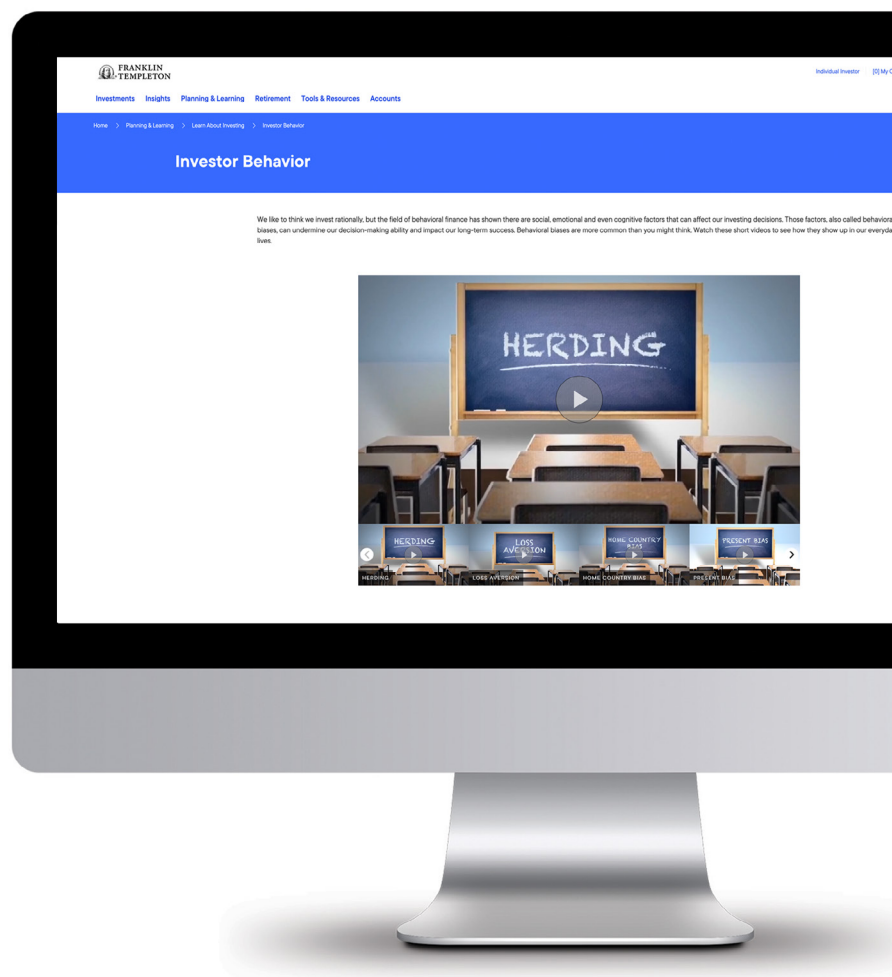 FRANKLIN
TEMPLETON
Individual Investor [0] My
Investments Insights Planning & Learning Retirement Tools & Resources Accounts
Home > Planning & Learning > Learn About Investing > Investor Behavior
Investor Behavior
We like to think we invest rationally, but the field of behavioral finance has shown there are social, emotional and even cognitive factors that can affect our investing decisions. Those factors, also called behaviora
biases, can undermine our decision-making ability and impact our long-term success. Behavioral biases are more common than you might think. Watch these short videos to see how they show up in our everyda
lives.
HERDING
HERDING
LOSS
AVERSION
HOME COUNTRY
BIAS
PRESENT BIAS
HERDING
LOSS AVERSION
HOME COUNTRY BIAS
PRESENT BIAS